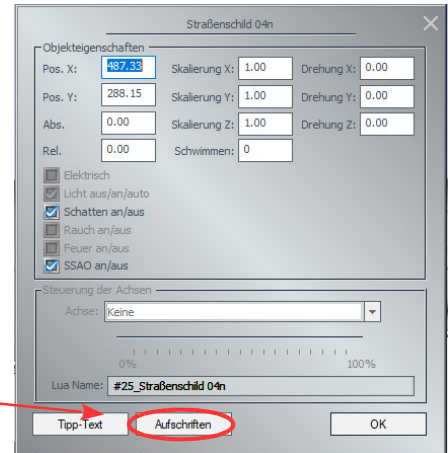 Straßenschild 04n
Objekteigenschaften
Pos. X: 487.33 Skalierung X: 1.00 Drehung X: 0.00
Pos. Y: 288.15 Skalierung Y: 1.00 Drehung Y: 0.00
Abs. 0.00 Skalierung Z: 1.00 Drehung Z: 0.00
Rel. 0.00 Schwimmen: 0
Elektrisch
Licht aus/an/auto
Schatten an/aus
Rauch an/aus
Feuer an/aus
SSAO an/aus
Steuerung der Achsen
Achse: Keine
0% 100%
Lua Name: #25_Straßenschild 04n
Tipp-Text Aufschriften OK